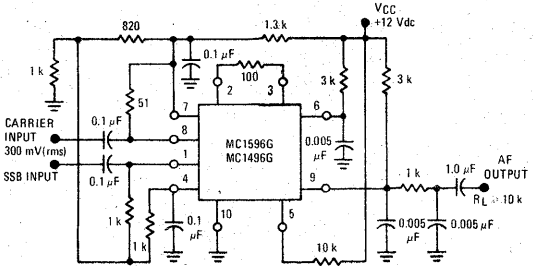 820
1.3 k
VCC
+12 Vdc
1 k
0.1 µF
100
3 k
3 k
51
2
3
7
6
CARRIER
INPUT
300 mV(rms)
0.1 µF
8
MC1596G
MC1496G
0.005
µF
SSB INPUT
0.1 µF
1
9
1 k
1.0 µF
AF
OUTPUT
RL = 10 k
4
1 k
1 k
0.1
µF
10
5
10 k
0.005
µF
0.005 µF